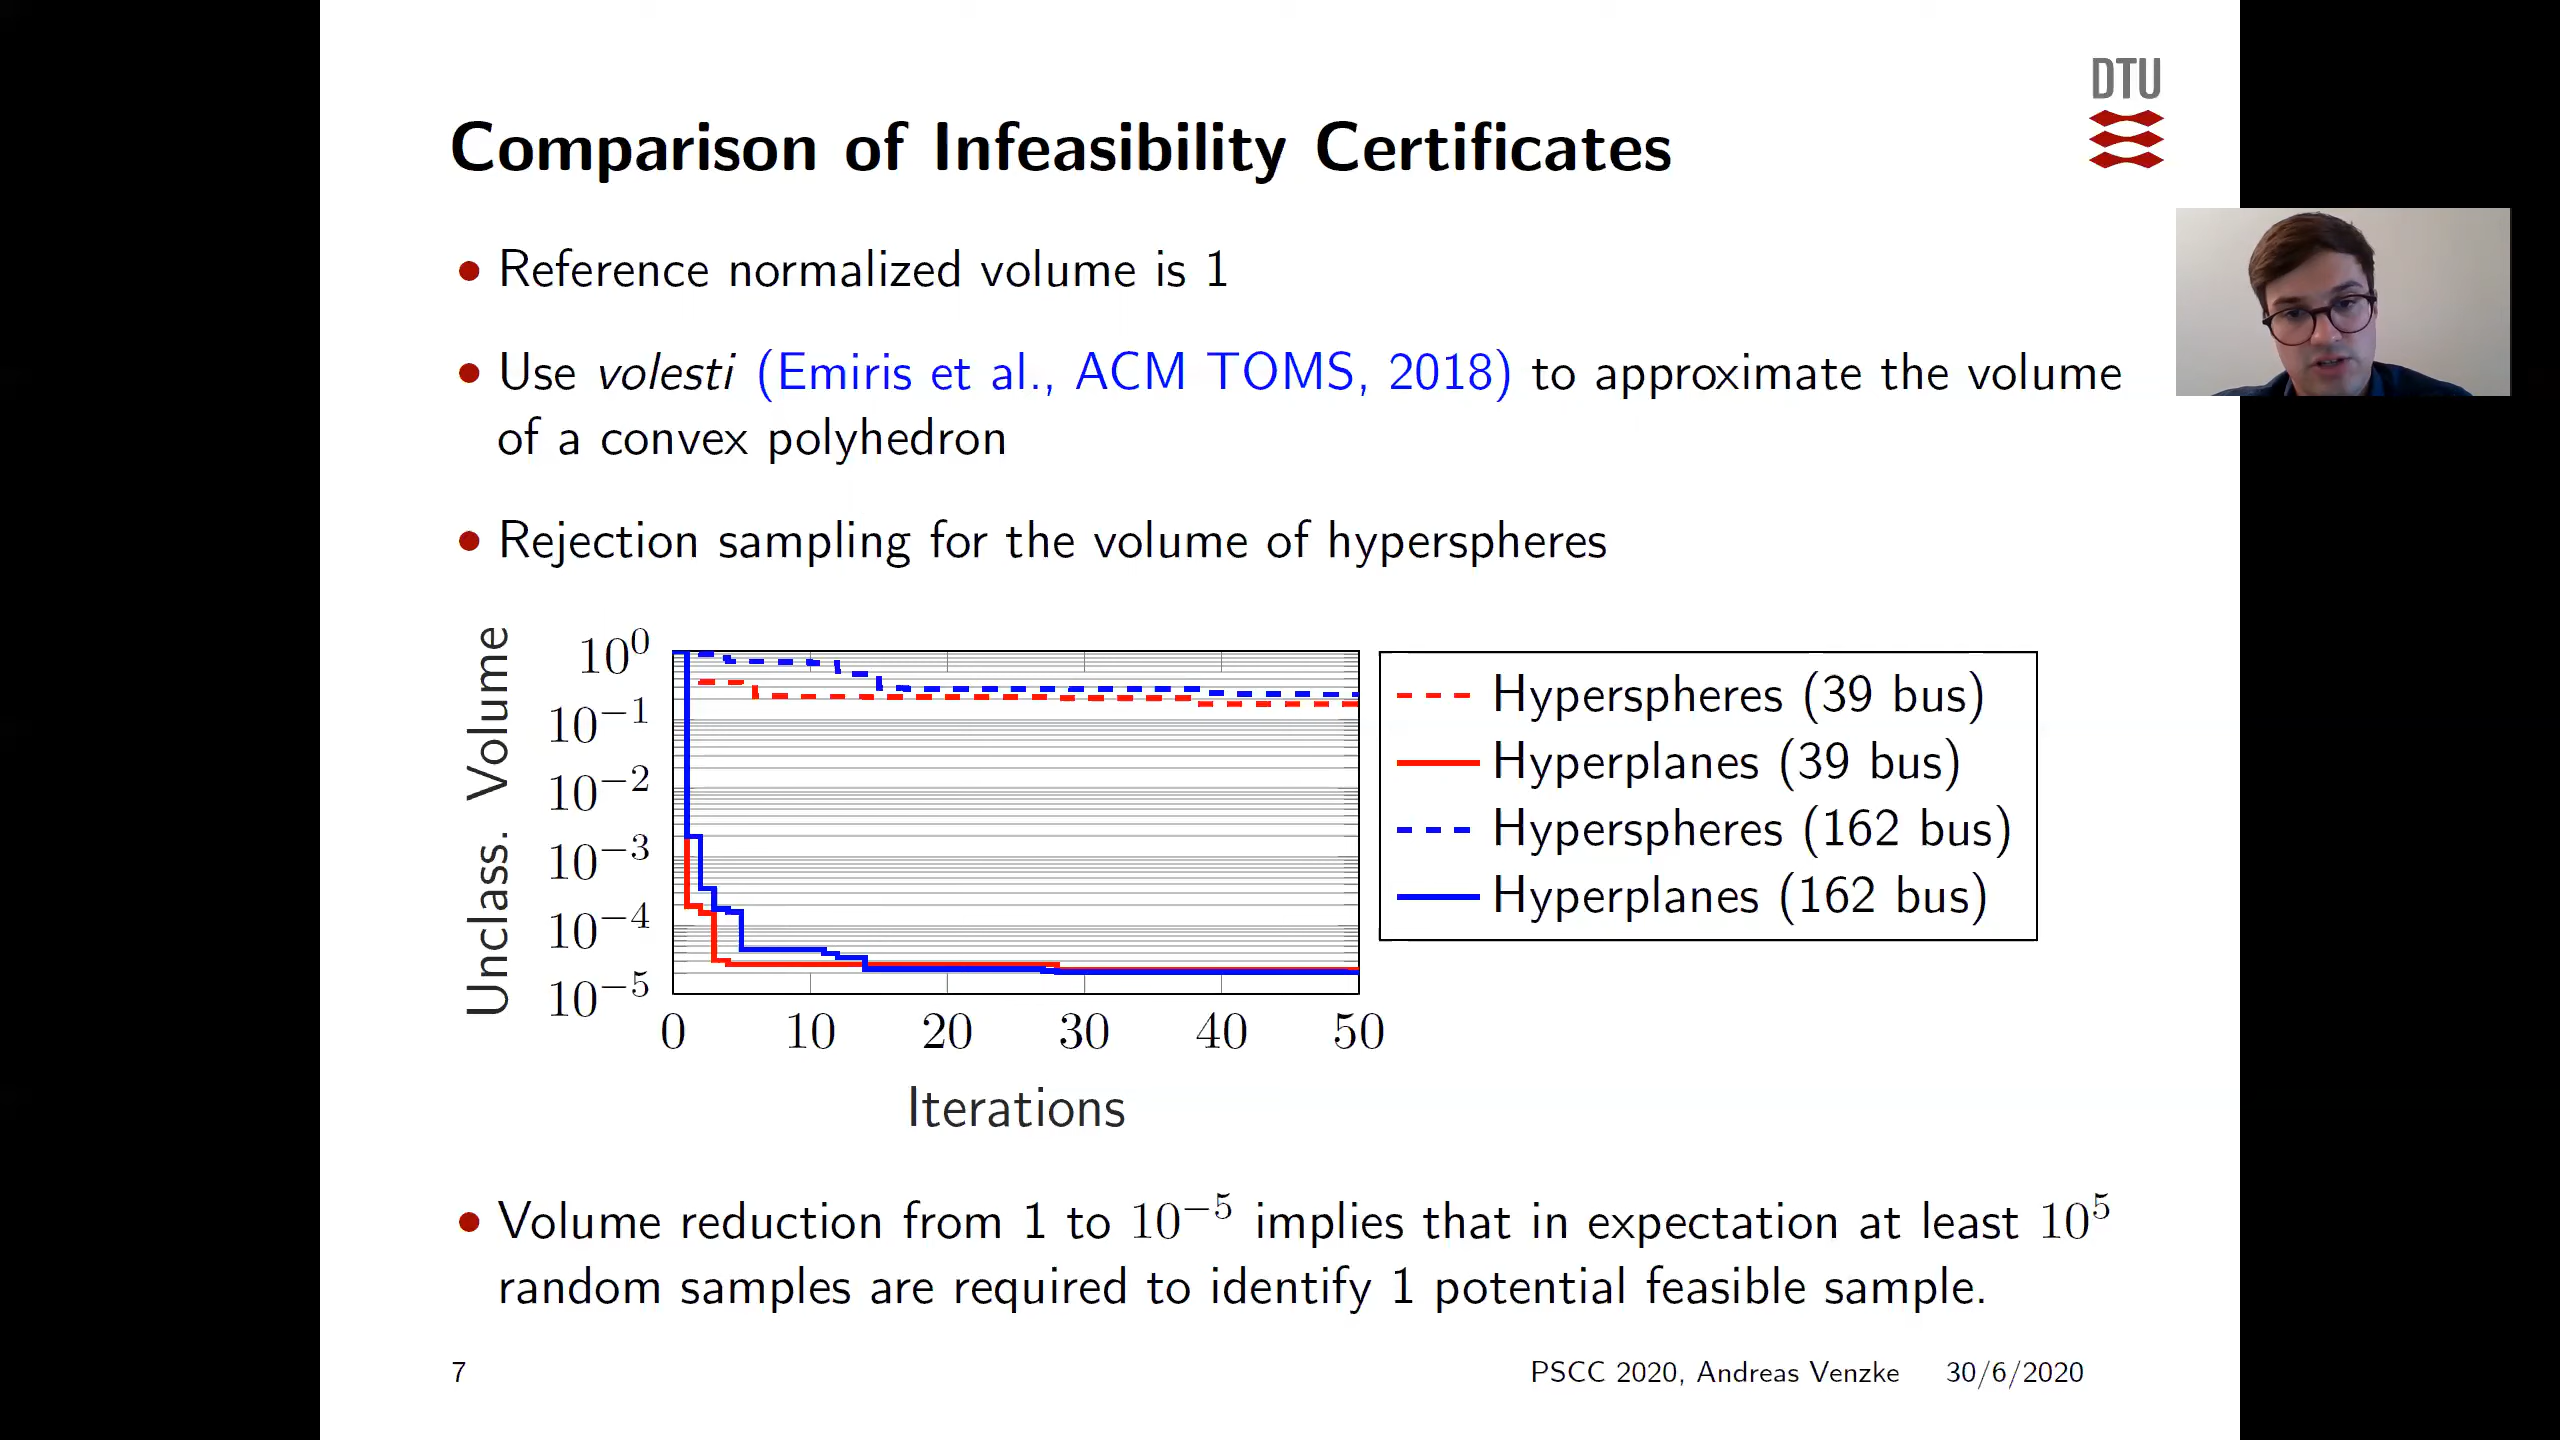 DTU
Comparison of Infeasibility Certificates
• Reference normalized volume is 1
• Use volesti (Emiris et al., ACM TOMS, 2018) to approximate the volume
of a convex polyhedron
• Rejection sampling for the volume of hyperspheres
Unclass. Volume
10⁰
10⁻¹
10⁻²
10⁻³
10⁻⁴
10⁻⁵
0 10 20 30 40 50
Iterations
Hyperspheres (39 bus)
Hyperplanes (39 bus)
Hyperspheres (162 bus)
Hyperplanes (162 bus)
• Volume reduction from 1 to 10⁻⁵ implies that in expectation at least 10⁵
random samples are required to identify 1 potential feasible sample.
7 PSCC 2020, Andreas Venzke 30/6/2020